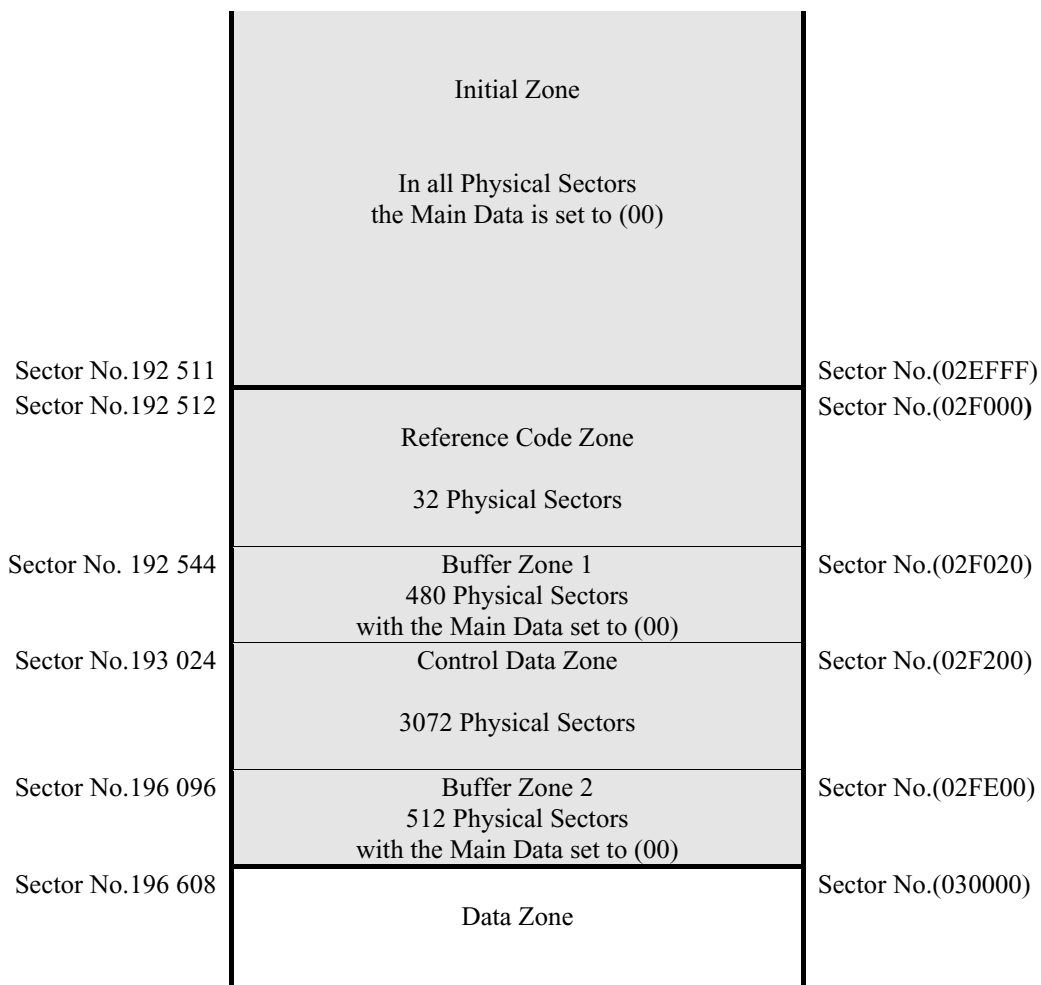 Initial Zone
In all Physical Sectors
the Main Data is set to (00)
Sector No.192 511
Sector No.(02EFFF)
Sector No.192 512
Sector No.(02F000)
Reference Code Zone
32 Physical Sectors
Sector No. 192 544
Buffer Zone 1
Sector No.(02F020)
480 Physical Sectors
with the Main Data set to (00)
Sector No.193 024
Control Data Zone
Sector No.(02F200)
3072 Physical Sectors
Sector No.196 096
Buffer Zone 2
Sector No.(02FE00)
512 Physical Sectors
with the Main Data set to (00)
Sector No.196 608
Sector No.(030000)
Data Zone